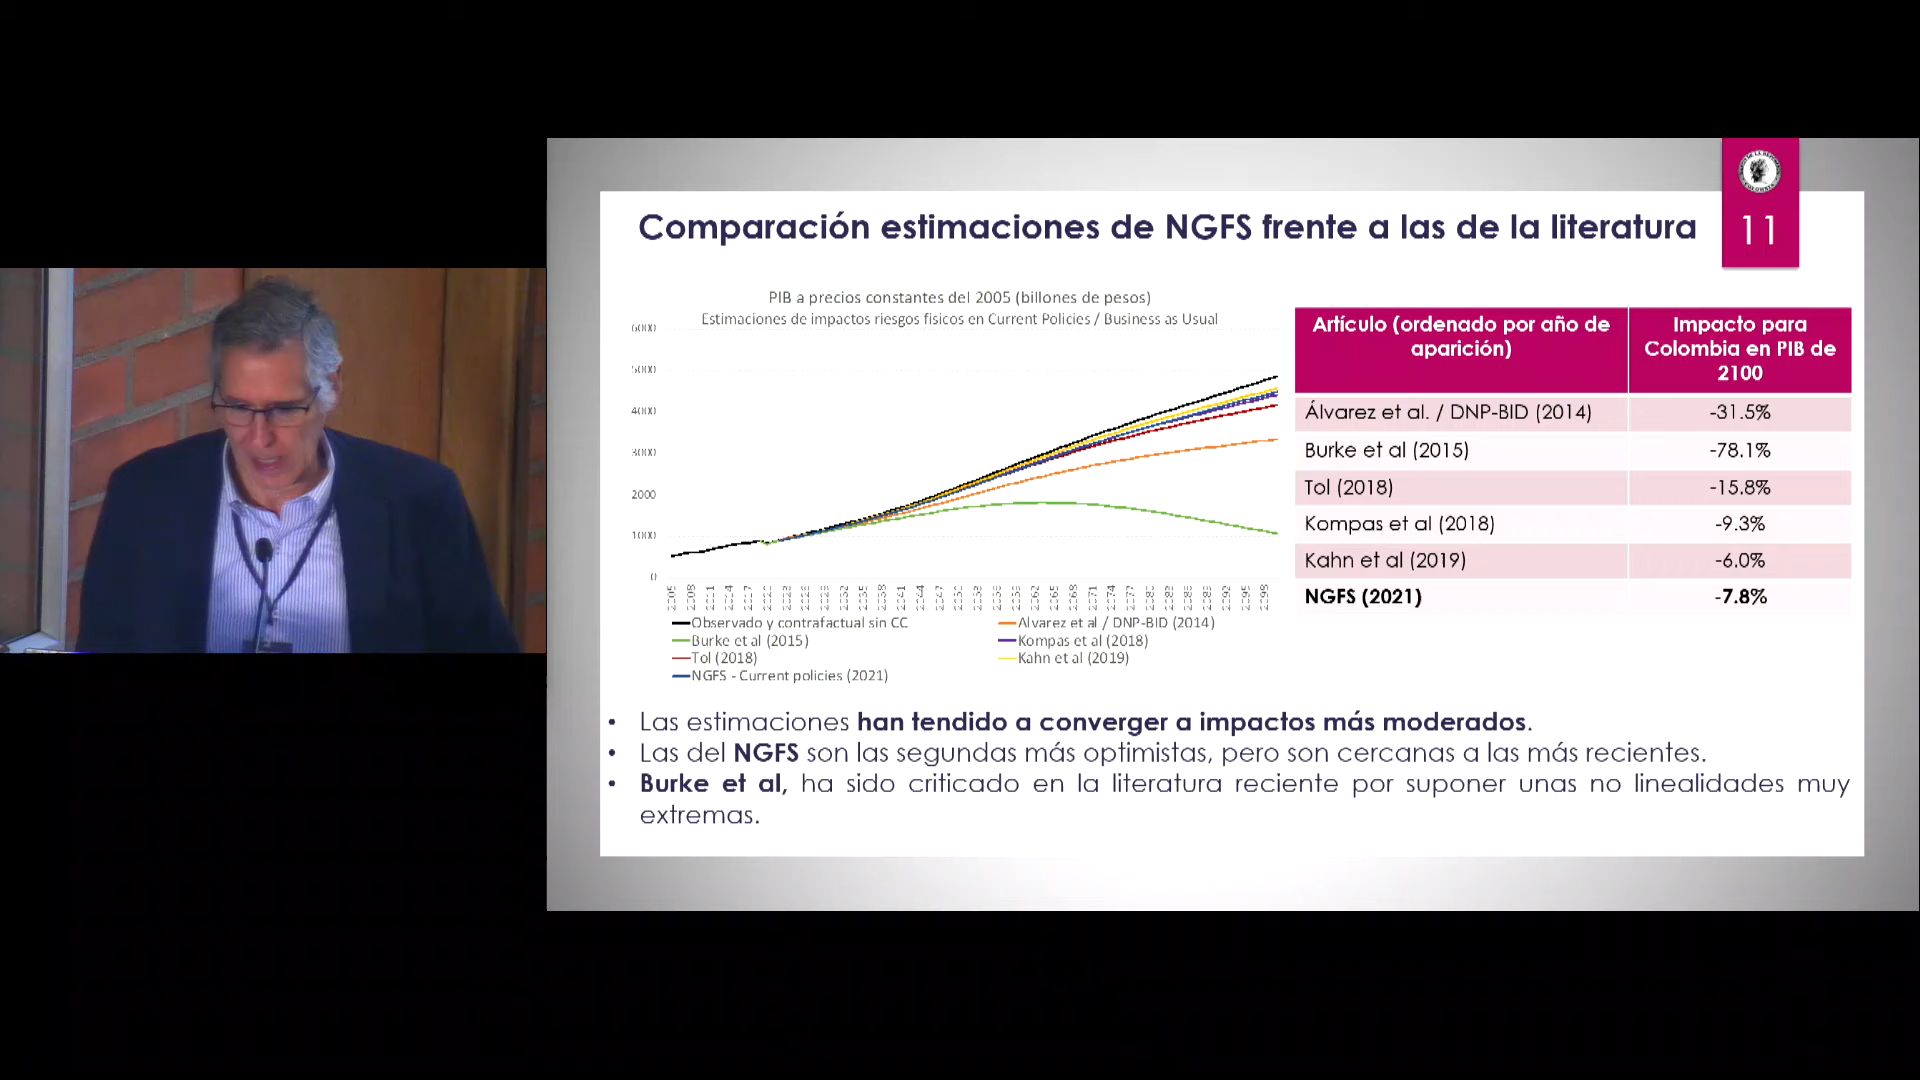 Comparación estimaciones de NGFS frente a las de la literatura
11
PIB a precios constantes del 2005 (billones de pesos)
Estimaciones de impactos riesgos físicos en Current Policies / Business as Usual
6000
5000
4000
3000
2000
1000
0
Observado y contrafactual sin CC
Alvarez et al / DNP-BID (2014)
Burke et al (2015)
Kompas et al (2018)
Tol (2018)
Kahn et al (2019)
NGFS - Current policies (2021)
Artículo (ordenado por año de
aparición)
Impacto para
Colombia en PIB de
2100
Álvarez et al. / DNP-BID (2014) -31.5%
Burke et al (2015) -78.1%
Tol (2018) -15.8%
Kompas et al (2018) -9.3%
Kahn et al (2019) -6.0%
NGFS (2021) -7.8%
• Las estimaciones han tendido a converger a impactos más moderados.
• Las del NGFS son las segundas más optimistas, pero son cercanas a las más recientes.
• Burke et al, ha sido criticado en la literatura reciente por suponer unas no linealidades muy
extremas.